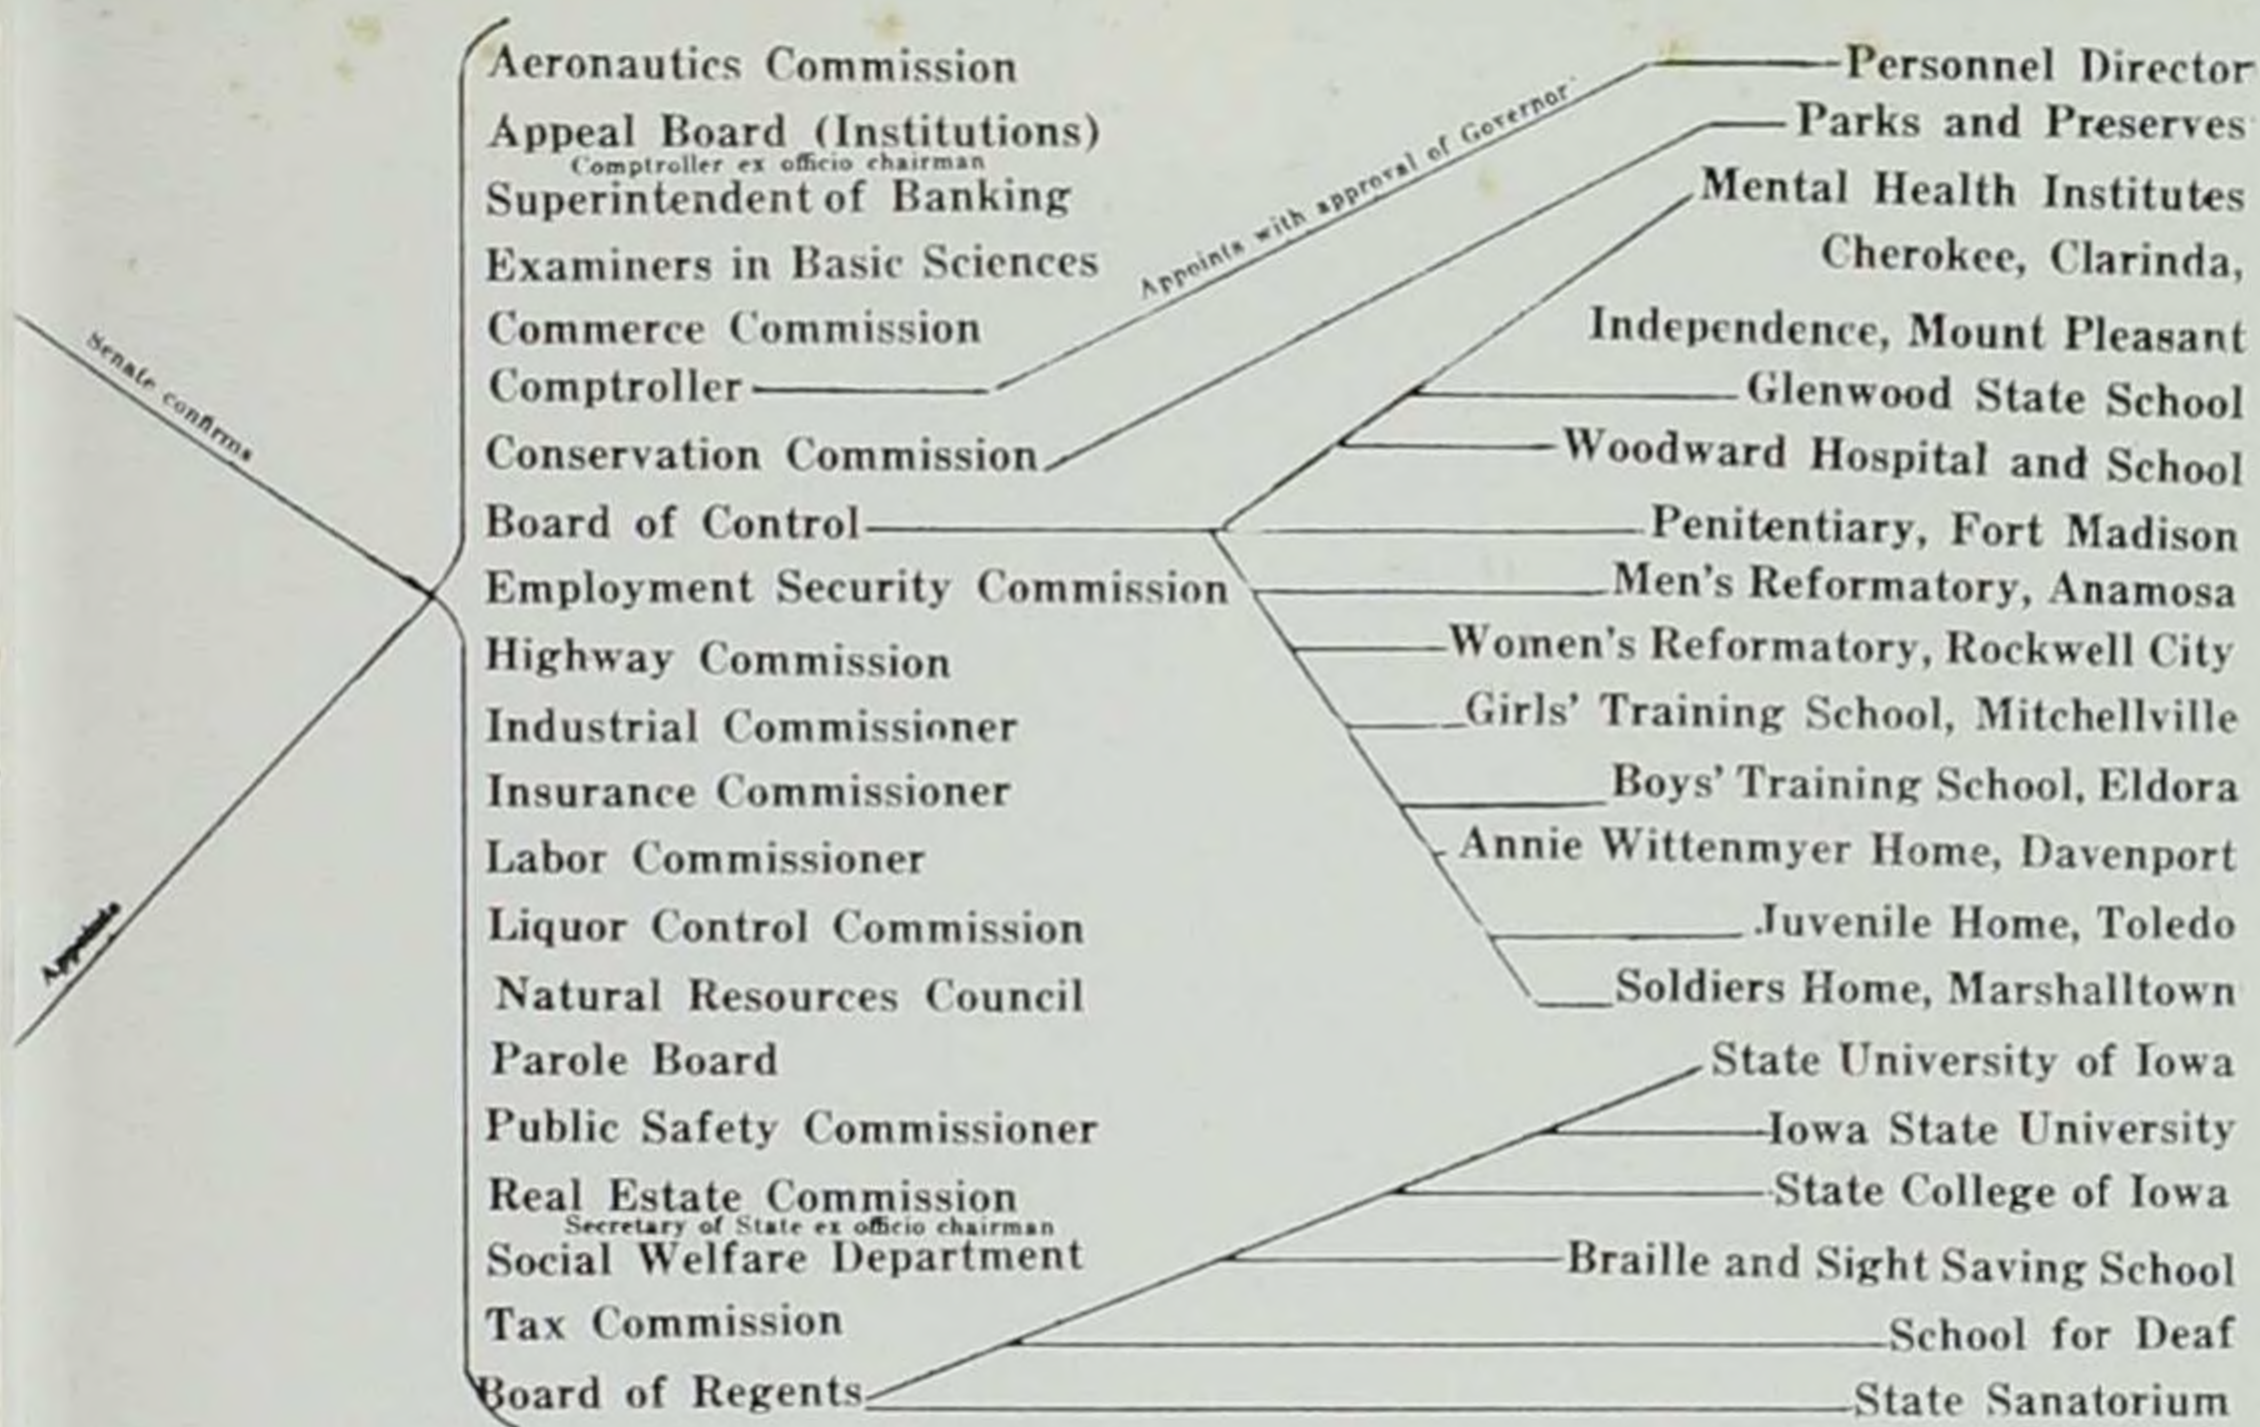 Senate confirms
Appoints
Aeronautics Commission
Appeal Board (Institutions)
Comptroller ex officio chairman
Superintendent of Banking
Examiners in Basic Sciences
Commerce Commission
Comptroller
Conservation Commission
Board of Control
Employment Security Commission
Highway Commission
Industrial Commissioner
Insurance Commissioner
Labor Commissioner
Liquor Control Commission
Natural Resources Council
Parole Board
Public Safety Commissioner
Real Estate Commission
Secretary of State ex officio chairman
Social Welfare Department
Tax Commission
Board of Regents
Appoints with approval of Governor
Personnel Director
Parks and Preserves
Mental Health Institutes
Cherokee, Clarinda,
Independence, Mount Pleasant
Glenwood State School
Woodward Hospital and School
Penitentiary, Fort Madison
Men's Reformatory, Anamosa
Women's Reformatory, Rockwell City
Girls' Training School, Mitchellville
Boys' Training School, Eldora
Annie Wittenmyer Home, Davenport
Juvenile Home, Toledo
Soldiers Home, Marshalltown
State University of Iowa
Iowa State University
State College of Iowa
Braille and Sight Saving School
School for Deaf
State Sanatorium